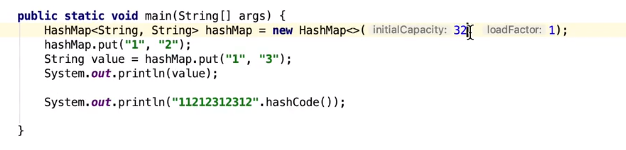 public static void main(String[] args) {
HashMap<String, String> hashMap = new HashMap<>( initialCapacity: 32, loadFactor: 1);
hashMap.put("1", "2");
String value = hashMap.put("1", "3");
System.out.println(value);
System.out.println("11212312312".hashCode());
}